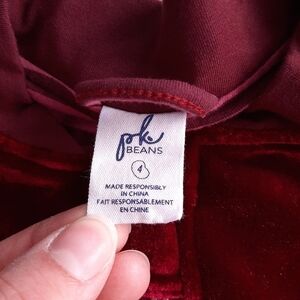 pk
BEANS
4
MADE RESPONSIBLY
IN CHINA
FAIT RESPONSABLEMENT
EN CHINE